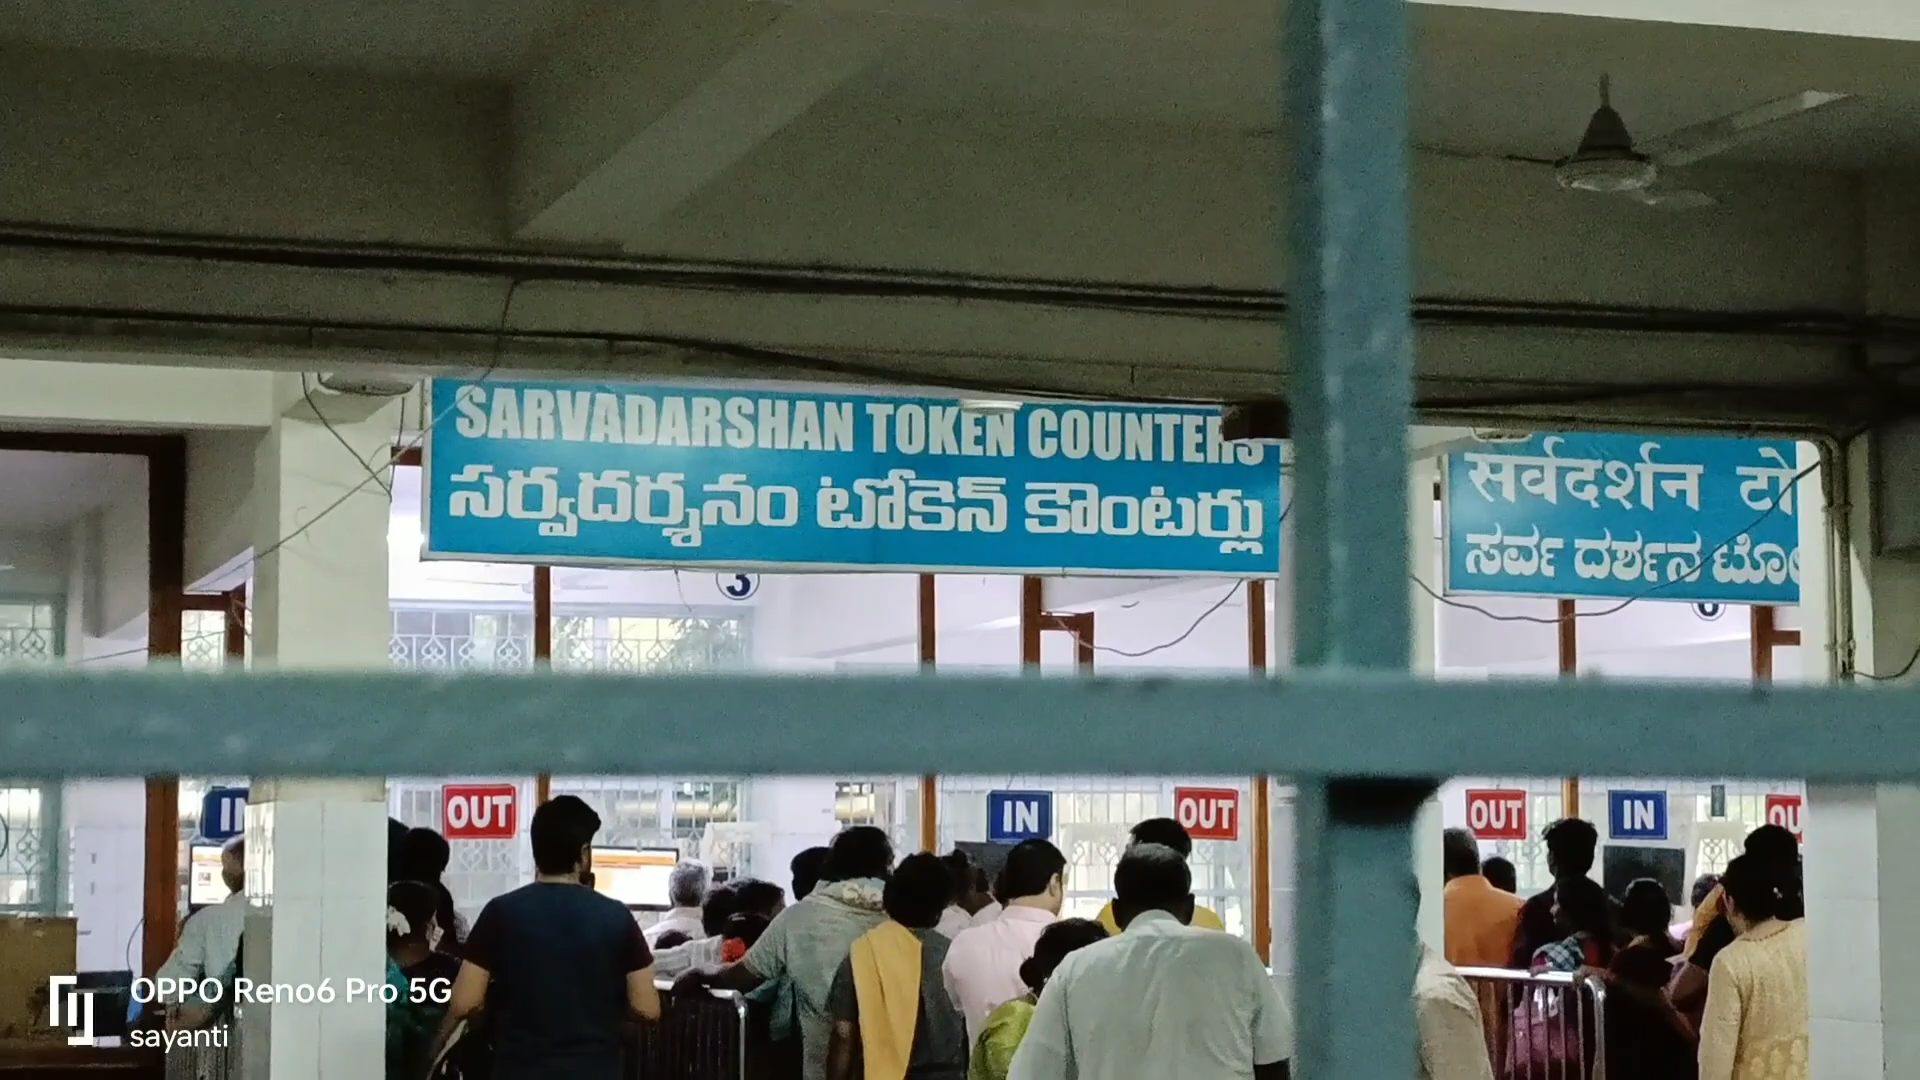 SARVADARSHAN TOKEN COUNTERS
సర్వదర్శనం టోకెన్ కౌంటర్లు
सर्वदर्शन
ಸರ್ವ ದರ್ಶನ
3
6
IN
OUT
IN
OUT
OUT
IN
OPPO Reno6 Pro 5G
sayanti